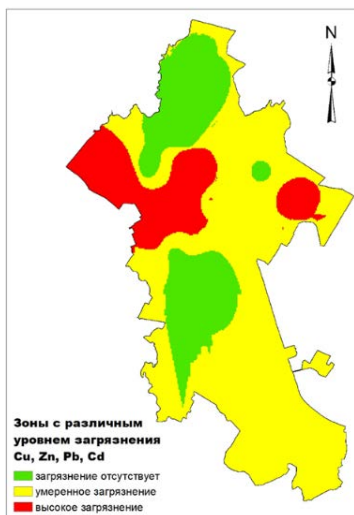 N
Зоны с различным
уровнем загрязнения
Cu, Zn, Pb, Cd
загрязнение отсутствует
умеренное загрязнение
высокое загрязнение